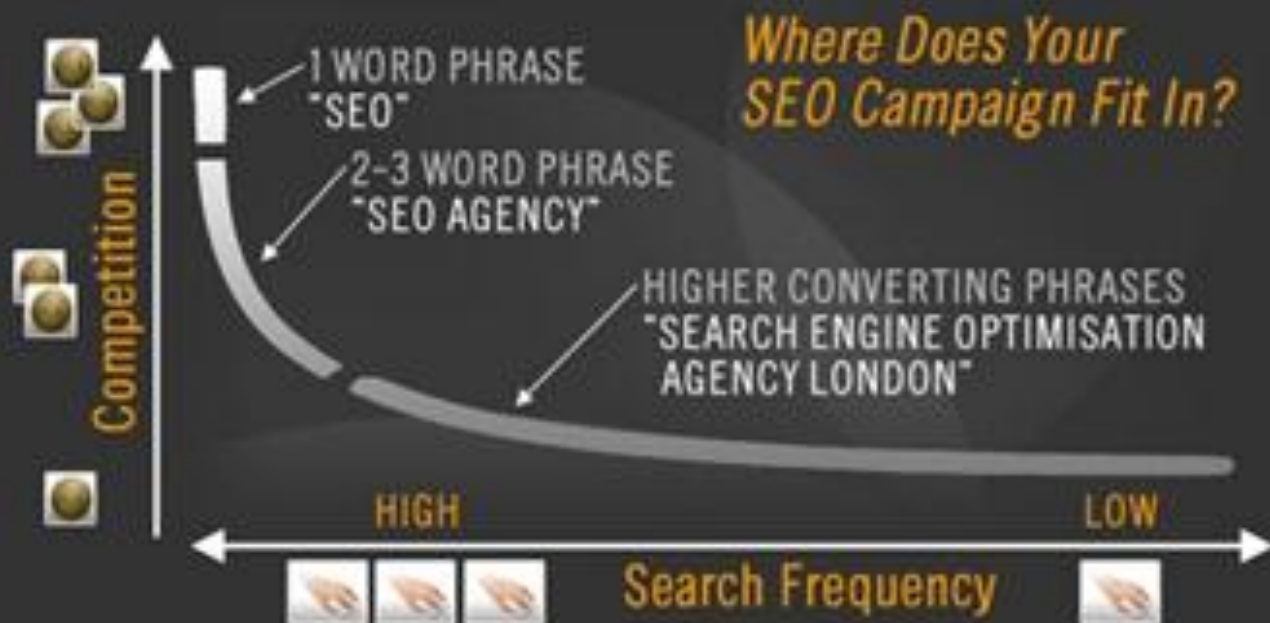 Where Does Your
SEO Campaign Fit In?
1 WORD PHRASE
"SEO"
2-3 WORD PHRASE
"SEO AGENCY"
HIGHER CONVERTING PHRASES
"SEARCH ENGINE OPTIMISATION
AGENCY LONDON"
Competition
HIGH
LOW
Search Frequency